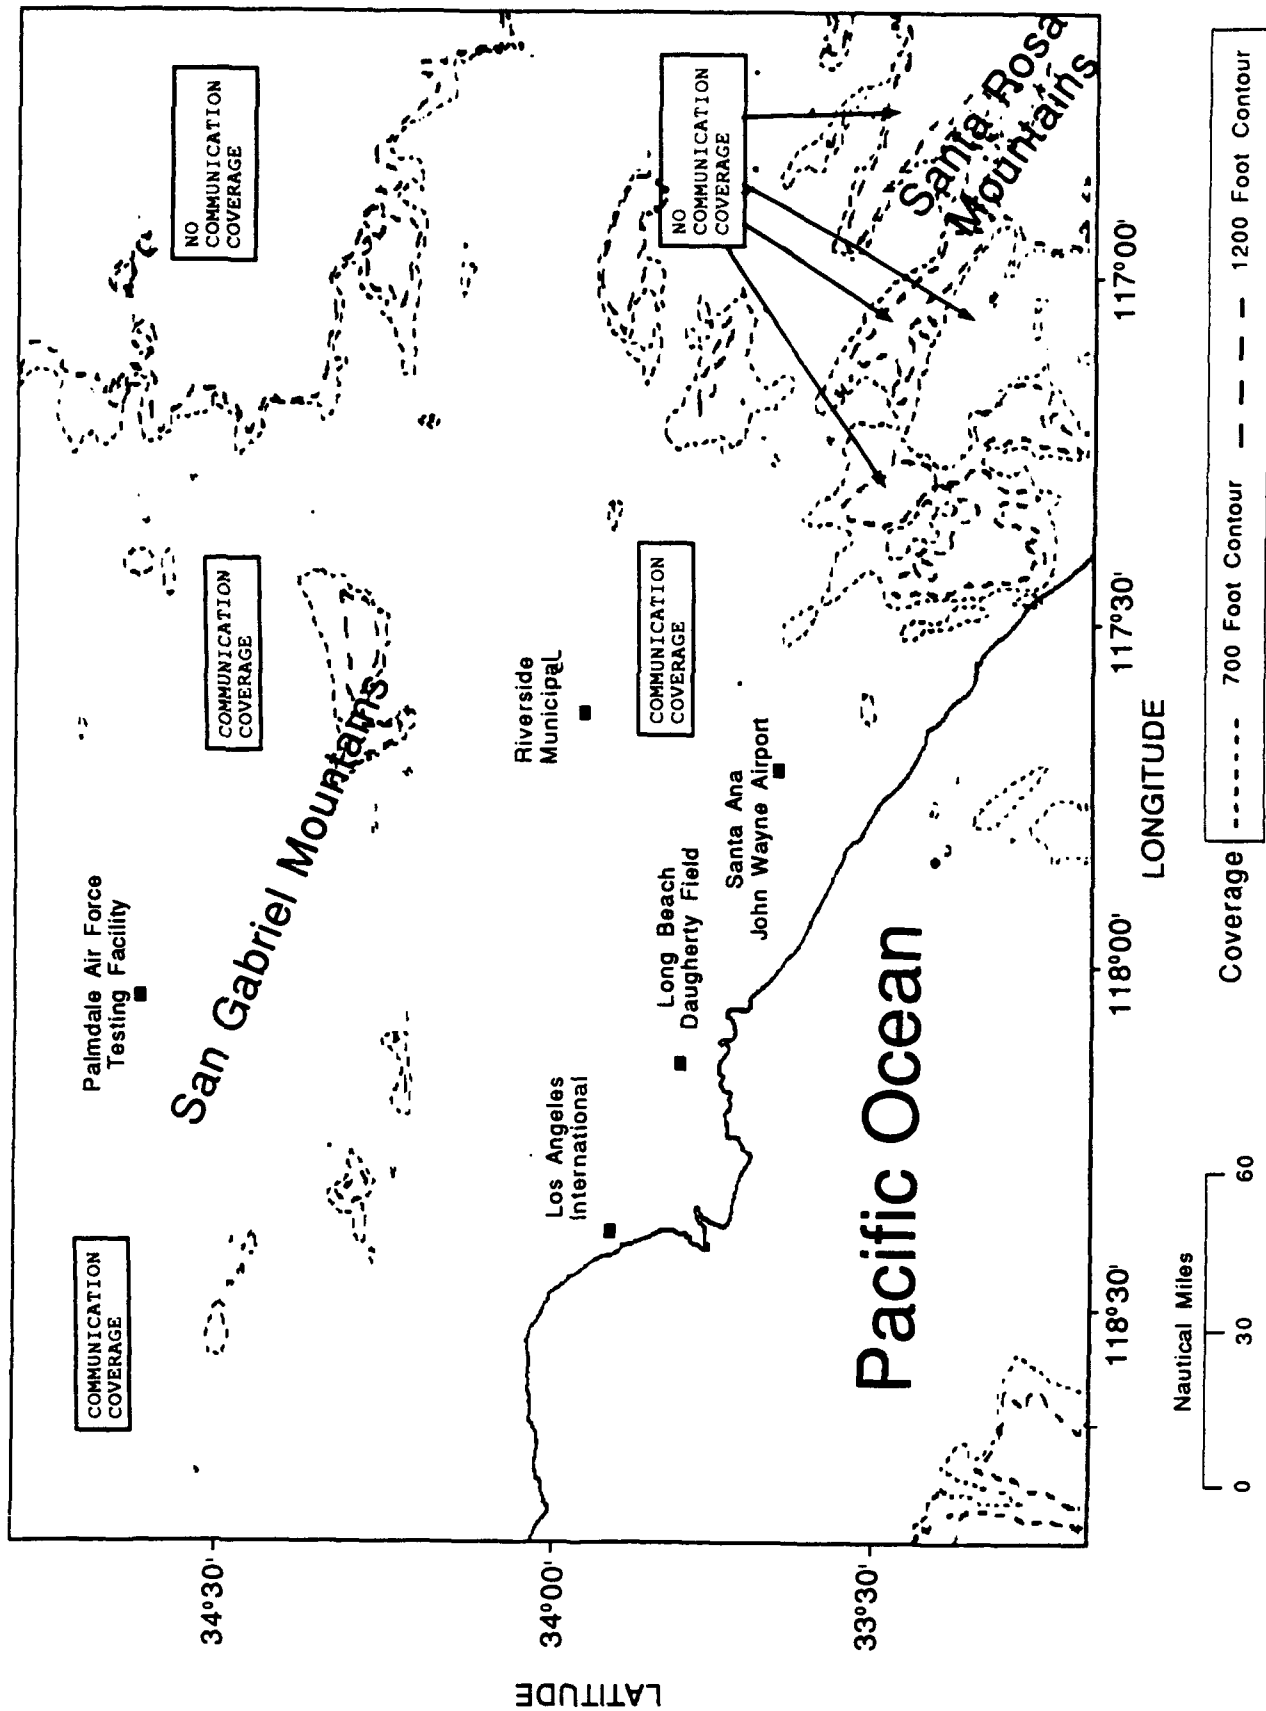 Palmdale Air Force
Testing Facility
San Gabriel Mountains
COMMUNICATION
COVERAGE
COMMUNICATION
COVERAGE
NO
COMMUNICATION
COVERAGE
Los Angeles
International
Riverside
Municipal
Long Beach
Daugherty Field
Santa Ana
John Wayne Airport
COMMUNICATION
COVERAGE
NO
COMMUNICATION
COVERAGE
Santa Rosa
Mountains
Pacific Ocean
LATITUDE
34°30'
34°00'
33°30'
118°30'
118°00'
117°30'
117°00'
LONGITUDE
Nautical Miles
0 30 60
Coverage
700 Foot Contour
1200 Foot Contour